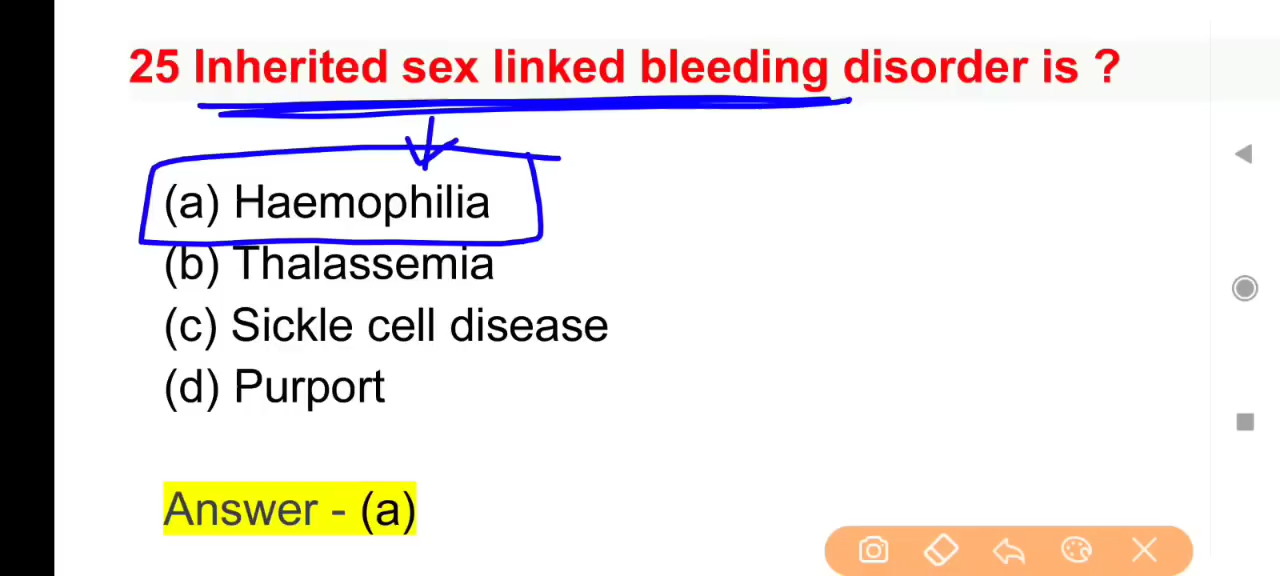 25 Inherited sex linked bleeding disorder is ?
(a) Haemophilia
(b) Thalassemia
(c) Sickle cell disease
(d) Purport
Answer - (a)